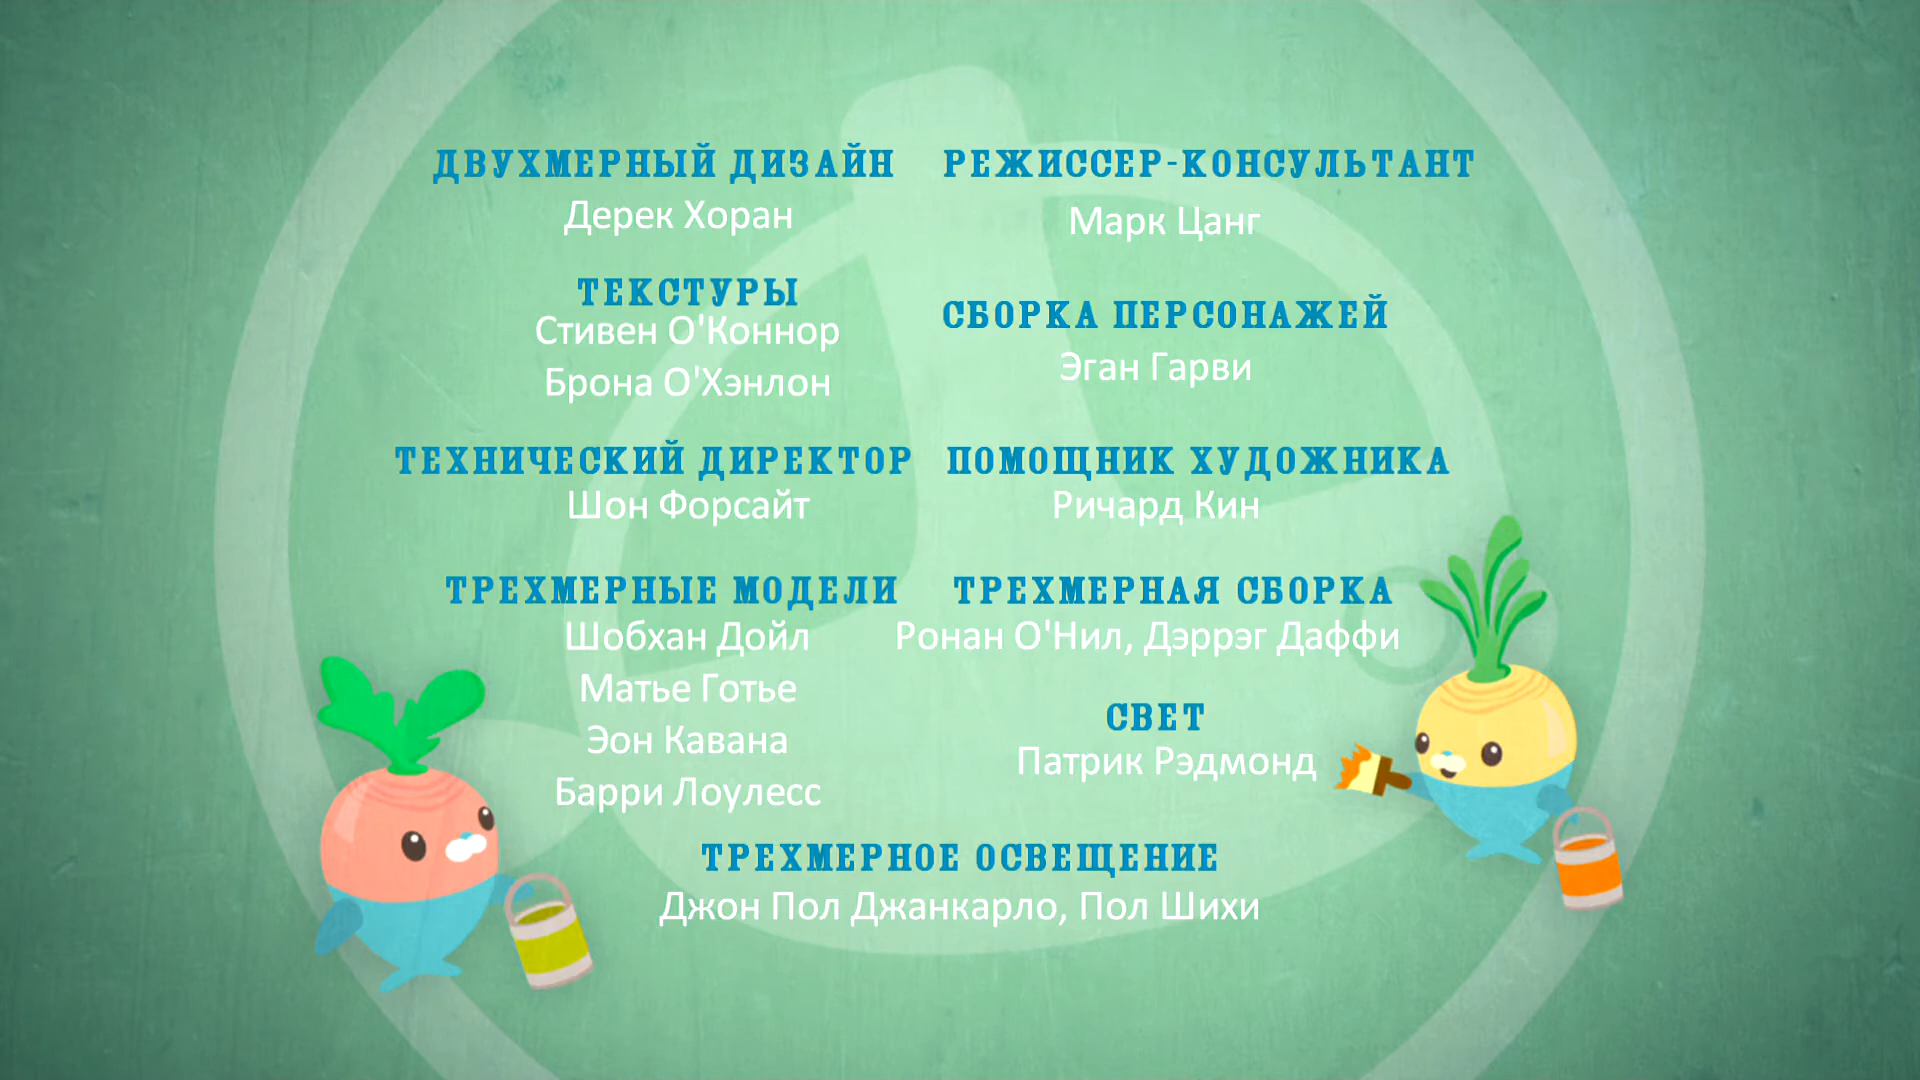 ДВУХМЕРНЫЙ ДИЗАЙН
Дерек Хоран
РЕЖИССЕР-КОНСУЛЬТАНТ
Марк Цанг
ТЕКСТУРЫ
Стивен О'Коннор
Брона О'Хэнлон
СБОРКА ПЕРСОНАЖЕЙ
Эган Гарви
ТЕХНИЧЕСКИЙ ДИРЕКТОР
Шон Форсайт
ПОМОЩНИК ХУДОЖНИКА
Ричард Кин
ТРЕХМЕРНЫЕ МОДЕЛИ
Шобхан Дойл
Матье Готье
Эон Кавана
Барри Лоулесс
ТРЕХМЕРНАЯ СБОРКА
Ронан О'Нил, Дэррэг Даффи
СВЕТ
Патрик Рэдмонд
ТРЕХМЕРНОЕ ОСВЕЩЕНИЕ
Джон Пол Джанкарло, Пол Шихи